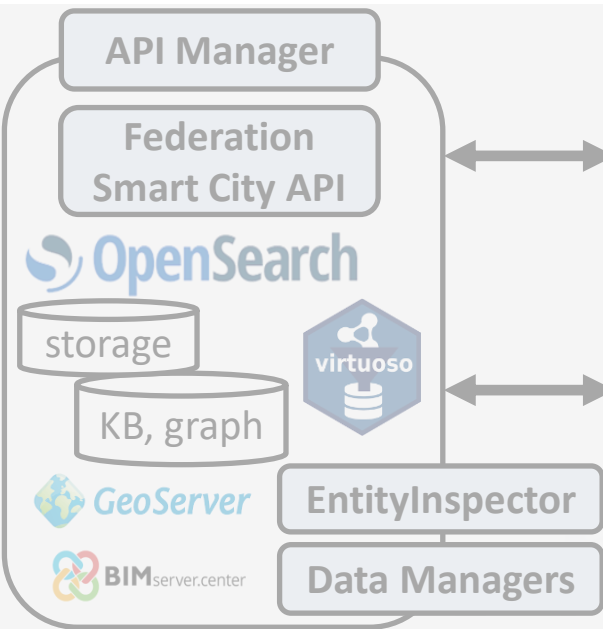 API Manager
Federation
Smart City API
OpenSearch
storage
virtuoso
KB, graph
GeoServer
EntityInspector
BIMserver.center
Data Managers